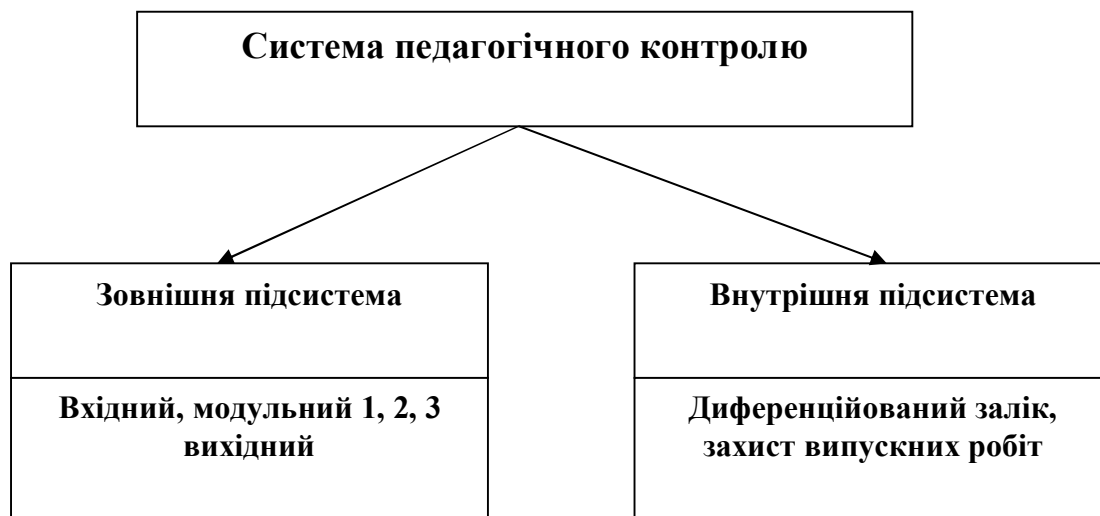 Система педагогічного контролю
Зовнішня підсистема
Вхідний, модульний 1, 2, 3
вихідний
Внутрішня підсистема
Диференційований залік,
захист випускних робіт